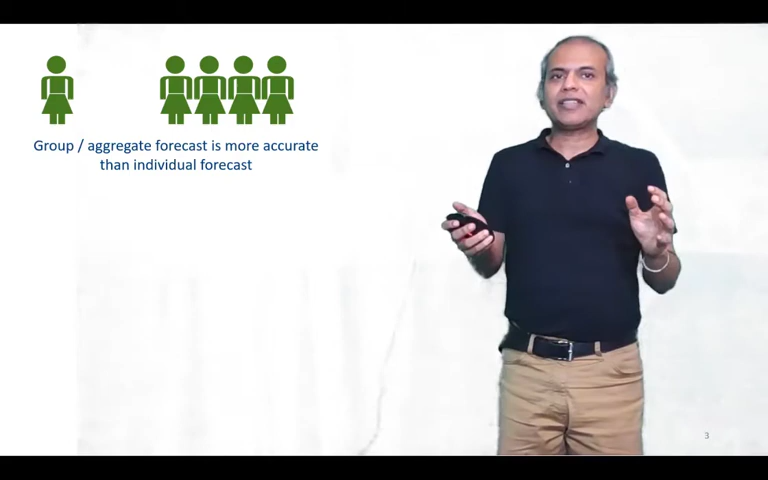 Group / aggregate forecast is more accurate
than individual forecast
3